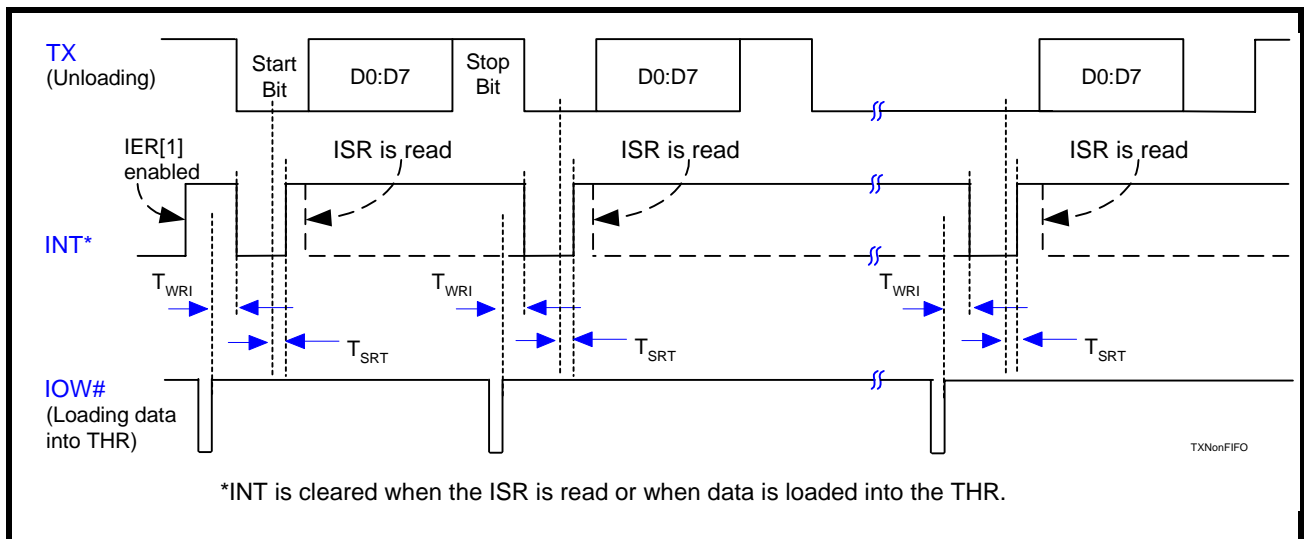 TX
(Unloading)
Start
Bit
D0:D7
Stop
Bit
D0:D7
D0:D7
IER[1]
enabled
ISR is read
ISR is read
ISR is read
INT*
TWRI
TWRI
TWRI
TSRT
TSRT
TSRT
IOW#
(Loading data
into THR)
TXNonFIFO
*INT is cleared when the ISR is read or when data is loaded into the THR.